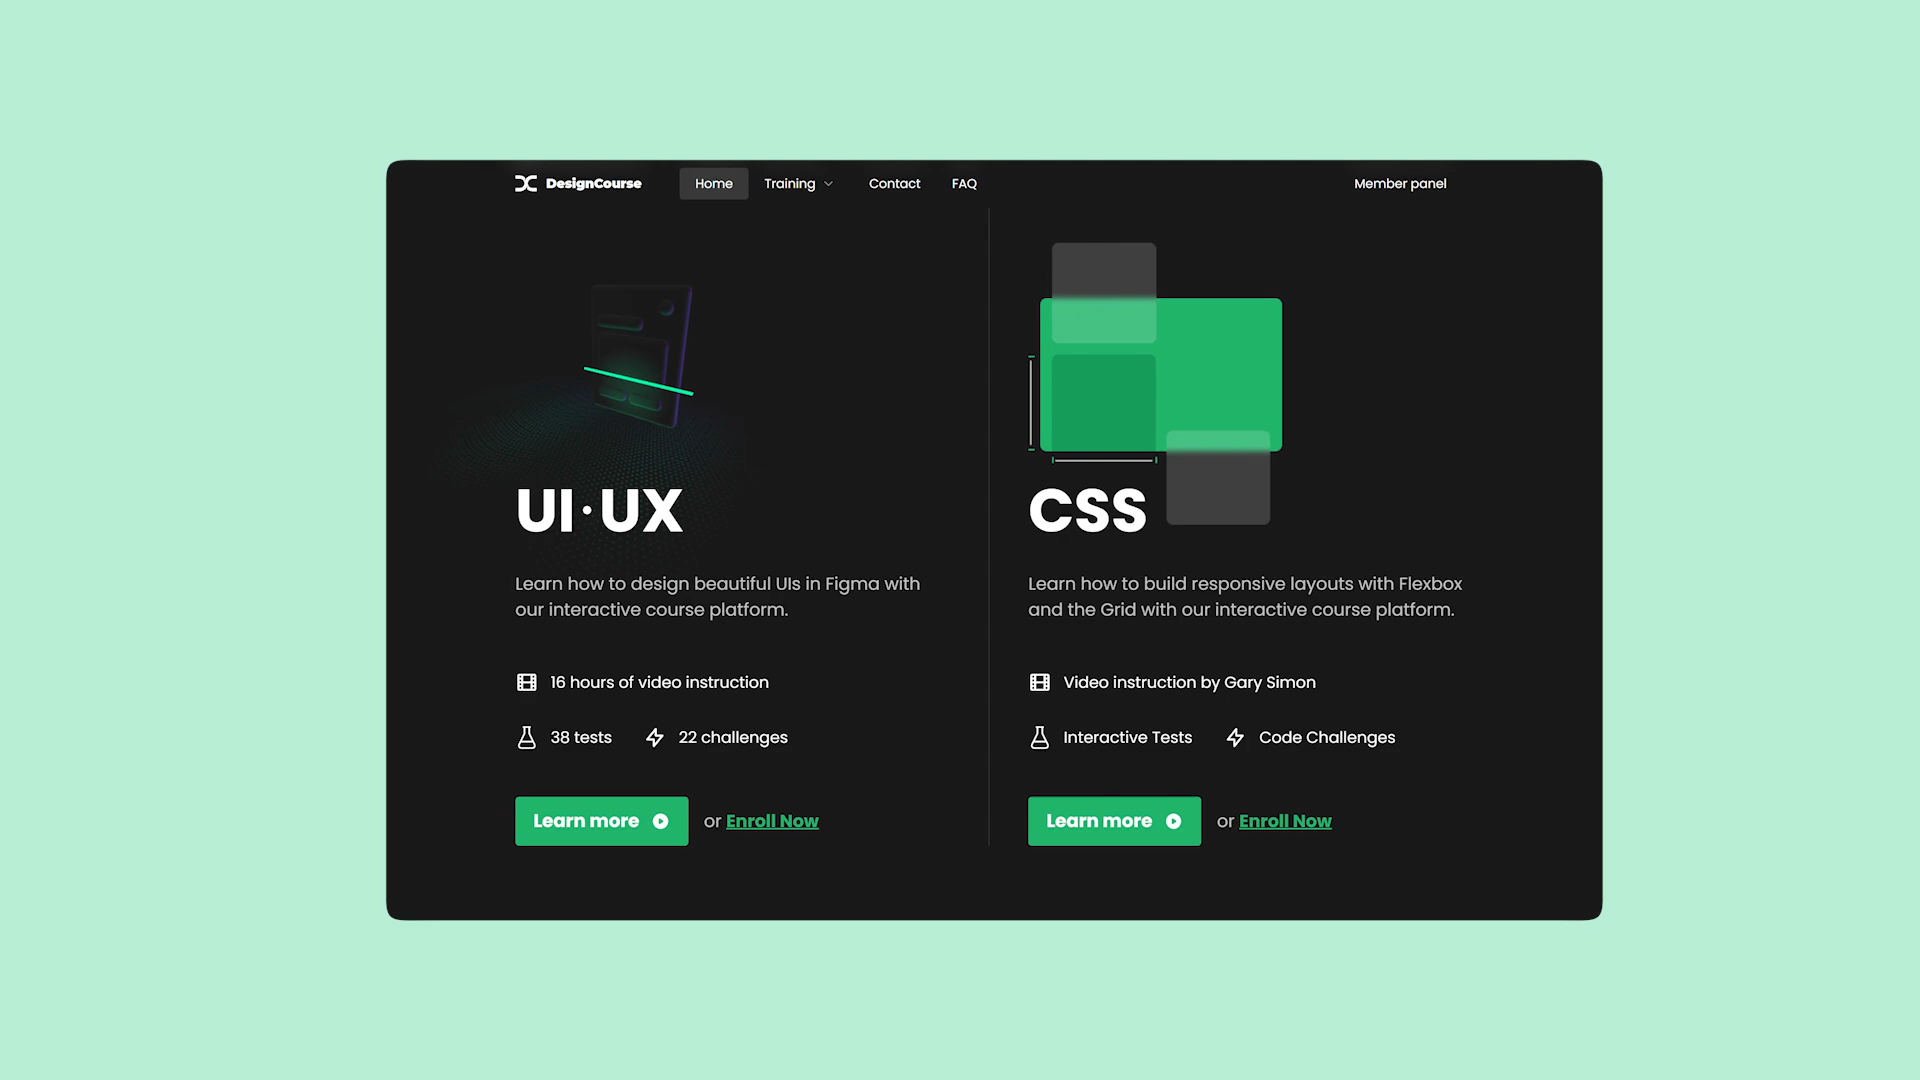 DesignCourse
Home
Training
Contact
FAQ
Member panel
UI·UX
Learn how to design beautiful UIs in Figma with
our interactive course platform.
16 hours of video instruction
38 tests
22 challenges
Learn more
or Enroll Now
CSS
Learn how to build responsive layouts with Flexbox
and the Grid with our interactive course platform.
Video instruction by Gary Simon
Interactive Tests
Code Challenges
Learn more
or Enroll Now